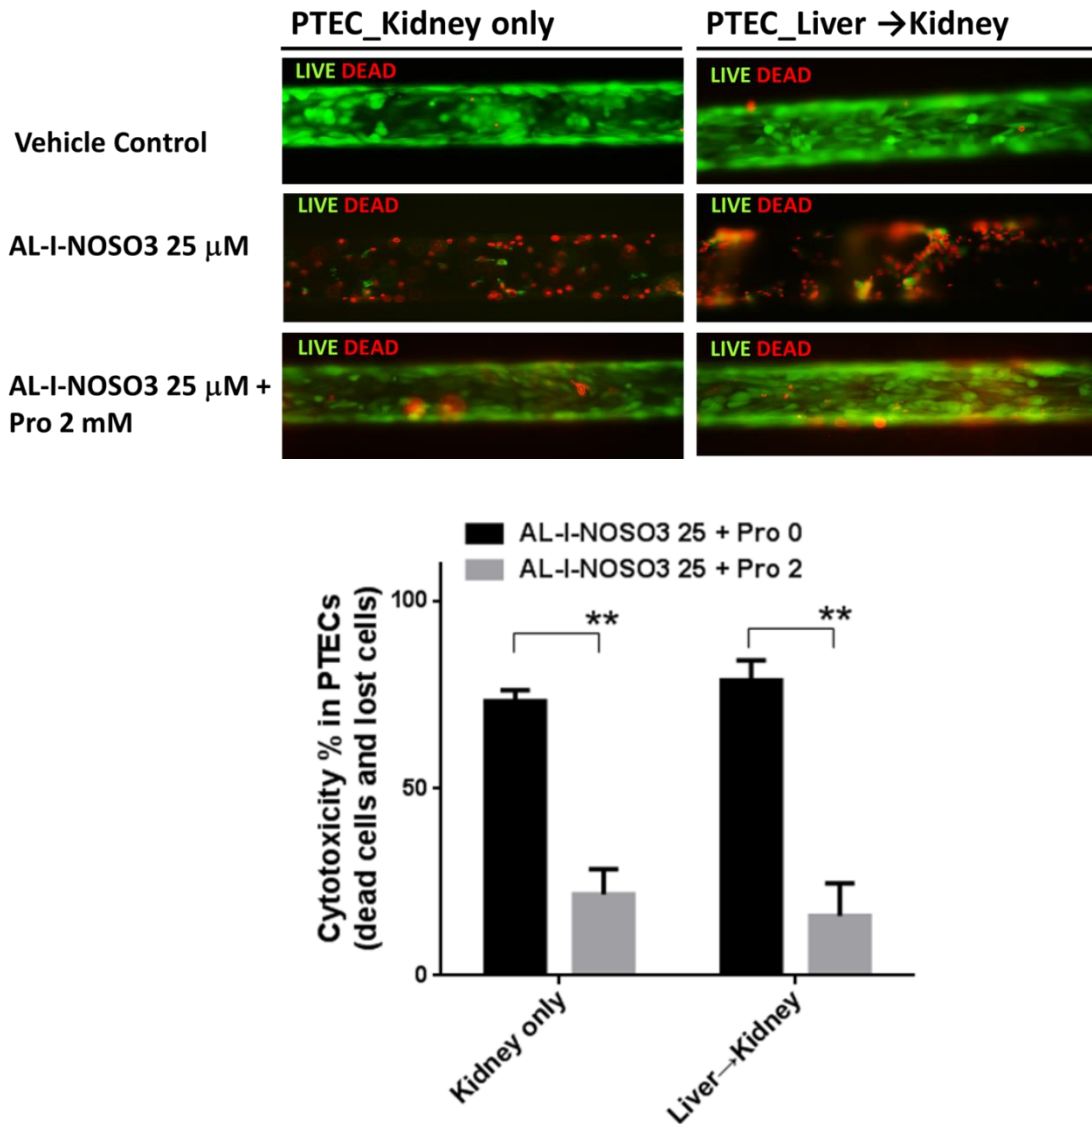 PTEC_Kidney only
PTEC_Liver →Kidney
Vehicle Control
LIVE DEAD
LIVE DEAD
AL-I-NOSO3 25 μM
LIVE DEAD
LIVE DEAD
AL-I-NOSO3 25 μM +
Pro 2 mM
LIVE DEAD
LIVE DEAD
AL-I-NOSO3 25 + Pro 0
AL-I-NOSO3 25 + Pro 2
Cytotoxicity % in PTECs
(dead cells and lost cells)
100
50
0
**
**
Kidney only
Liver→Kidney